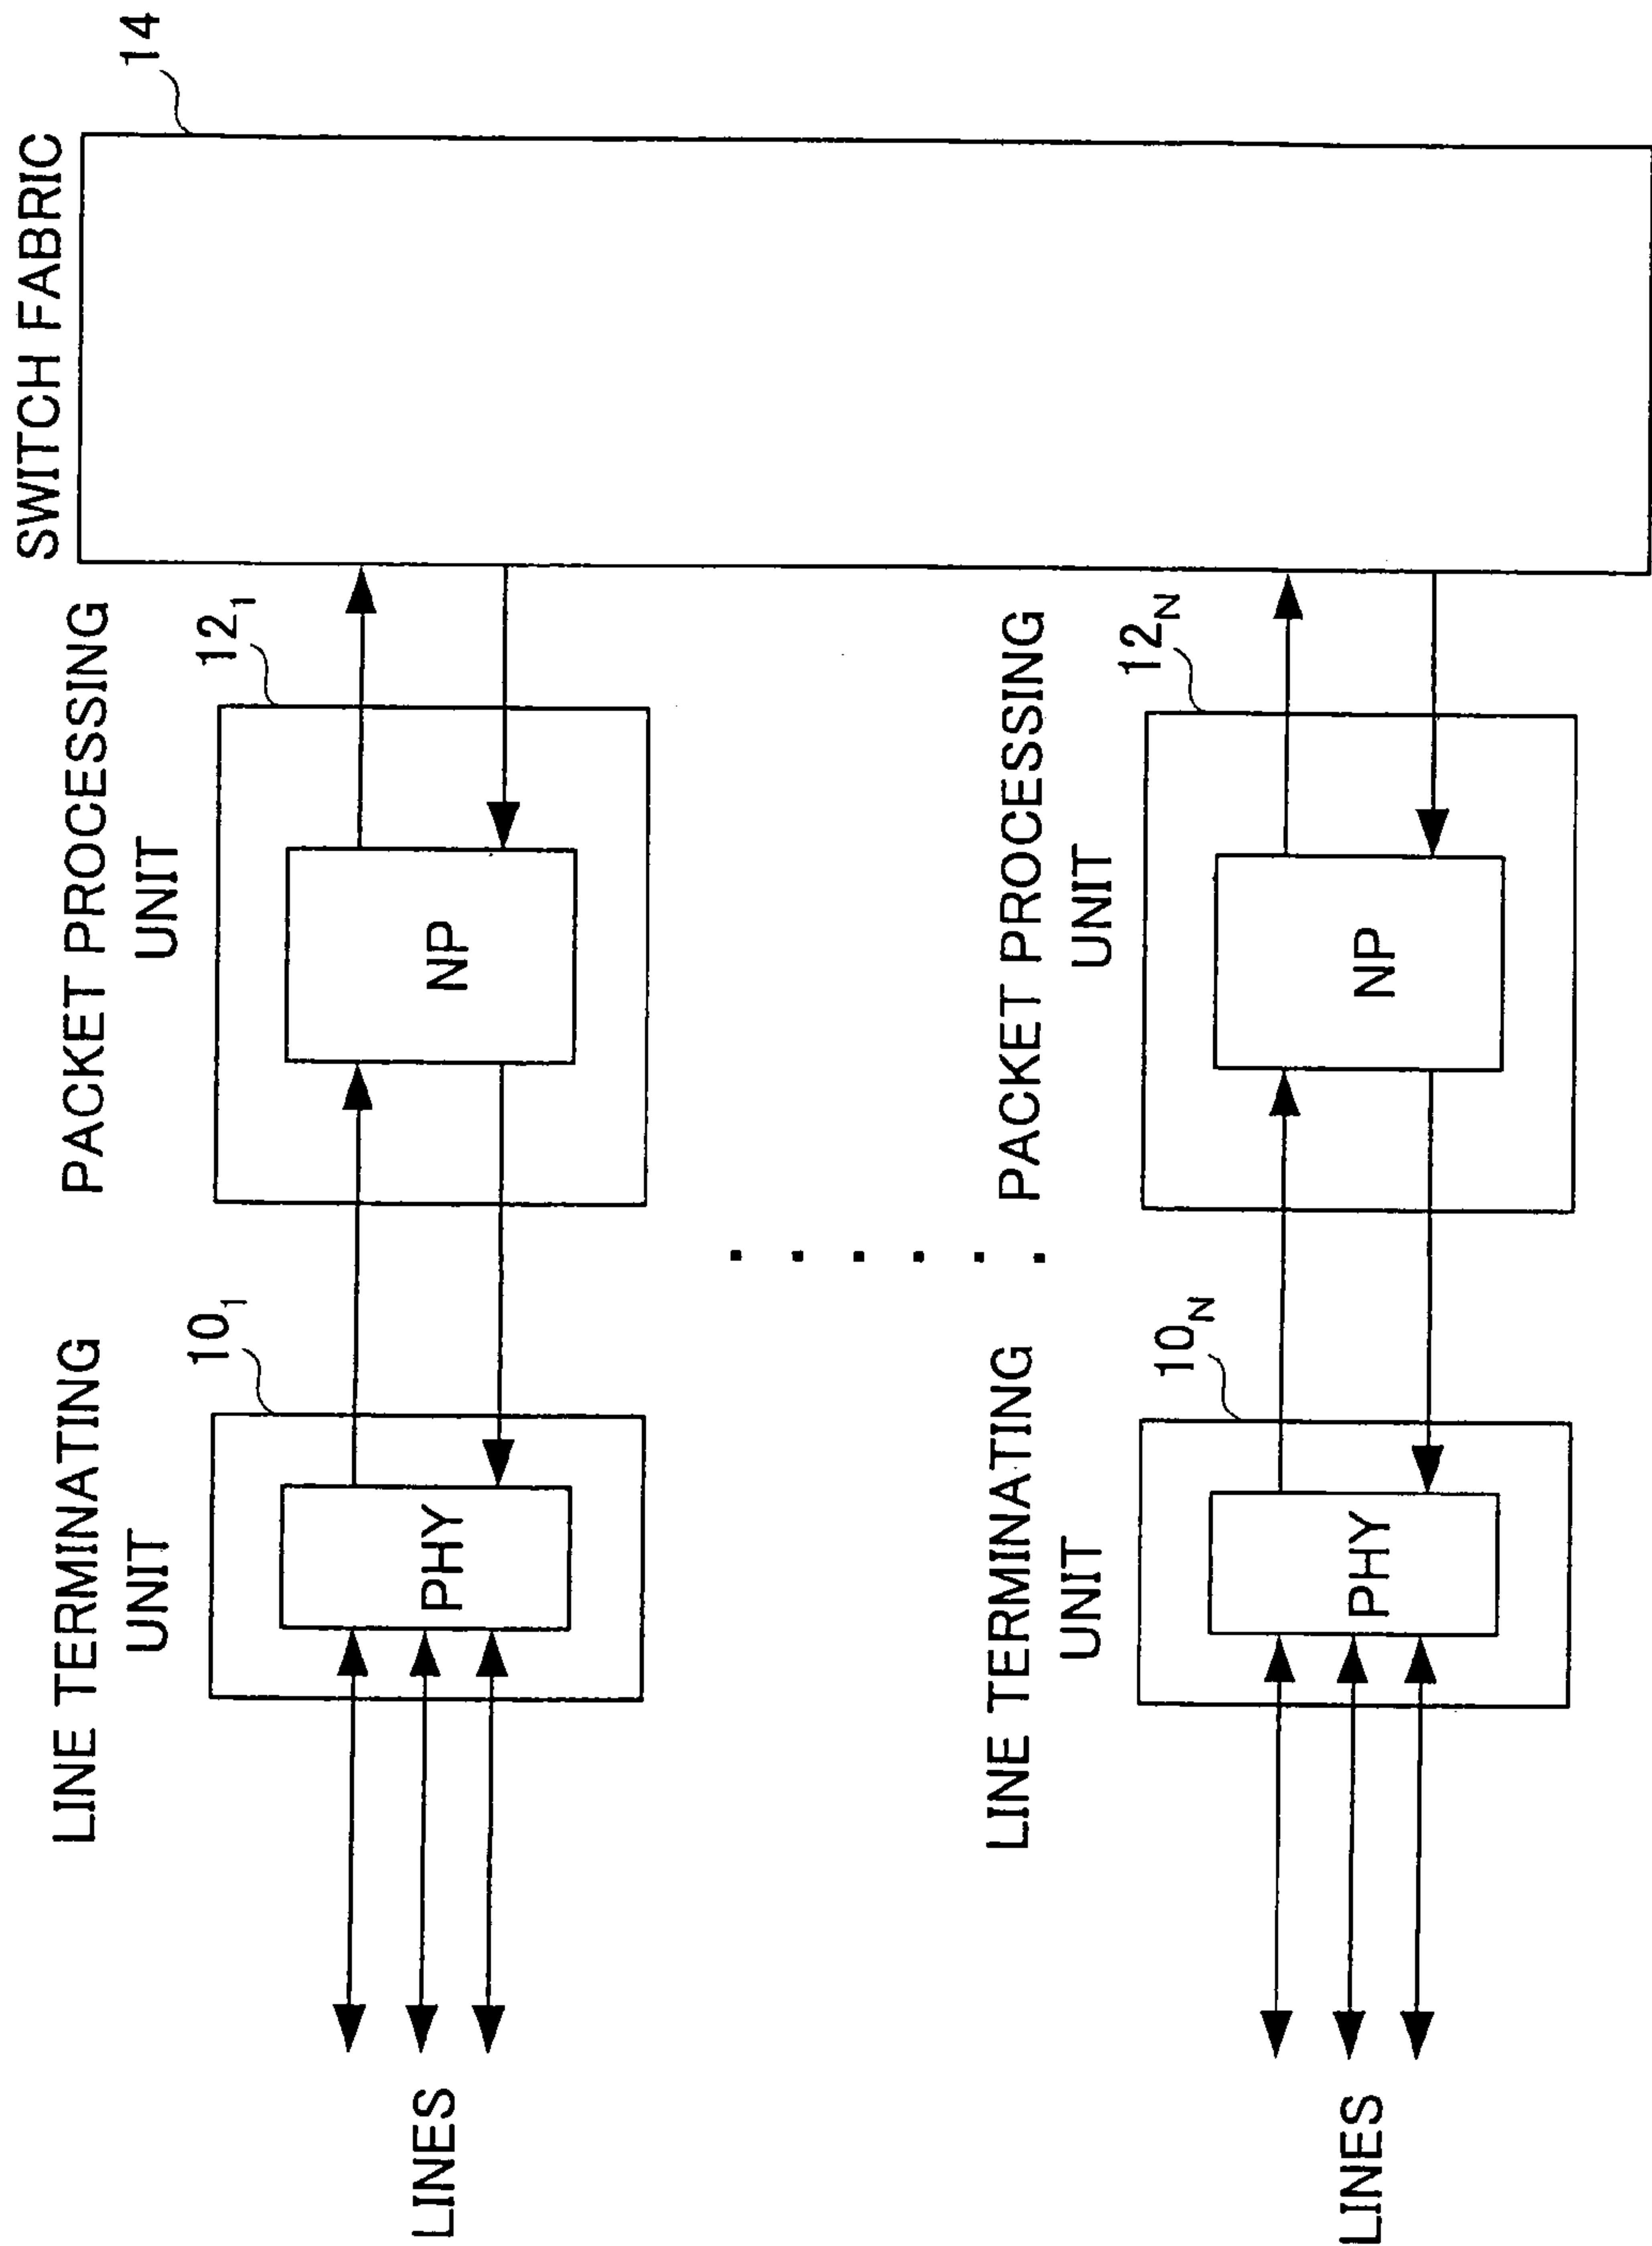 LINE TERMINATING
UNIT
PACKET PROCESSING
UNIT
SWITCH FABRIC
10₁
12₁
14
LINES
PHY
NP
LINE TERMINATING
UNIT
PACKET PROCESSING
UNIT
10N
12N
LINES
PHY
NP